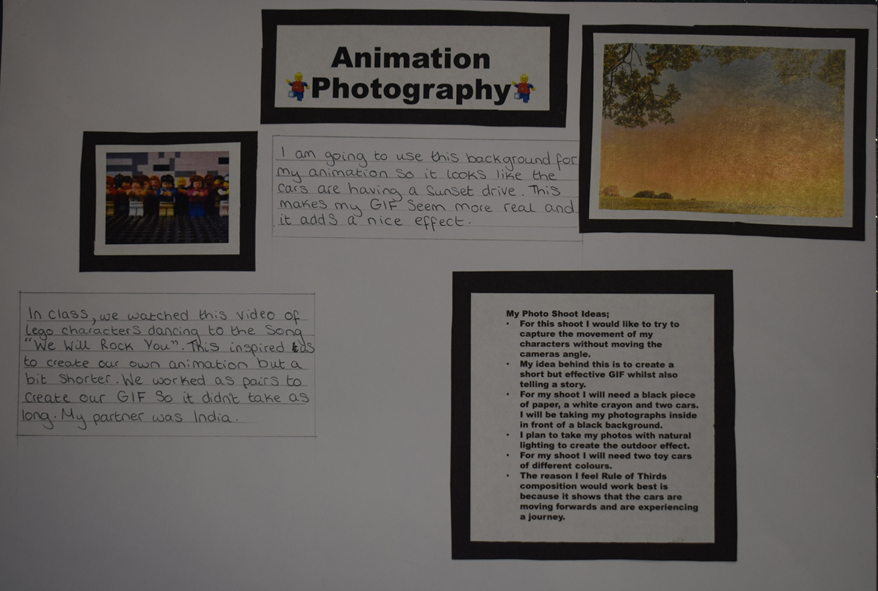 Animation
Photography
I am going to use this background for
my animation so it looks like the
cars are having a sunset drive. This
makes my GIF seem more real and
it adds a nice effect.
In class, we watched this video of
Lego characters dancing to the song
"We Will Rock You". This inspired us
to create our own animation but a
bit shorter. We worked as pairs to
create our GIF so it didn't take as
long. My partner was India.
My Photo Shoot Ideas;
• For this shoot I would like to try to
capture the movement of my
characters without moving the
cameras angle.
• My idea behind this is to create a
short but effective GIF whilst also
telling a story.
• For my shoot I will need a black piece
of paper, a white crayon and two cars.
I will be taking my photographs inside
in front of a black background.
• I plan to take my photos with natural
lighting to create the outdoor effect.
• For my shoot I will need two toy cars
of different colours.
• The reason I feel Rule of Thirds
composition would work best is
because it shows that the cars are
moving forwards and are experiencing
a journey.